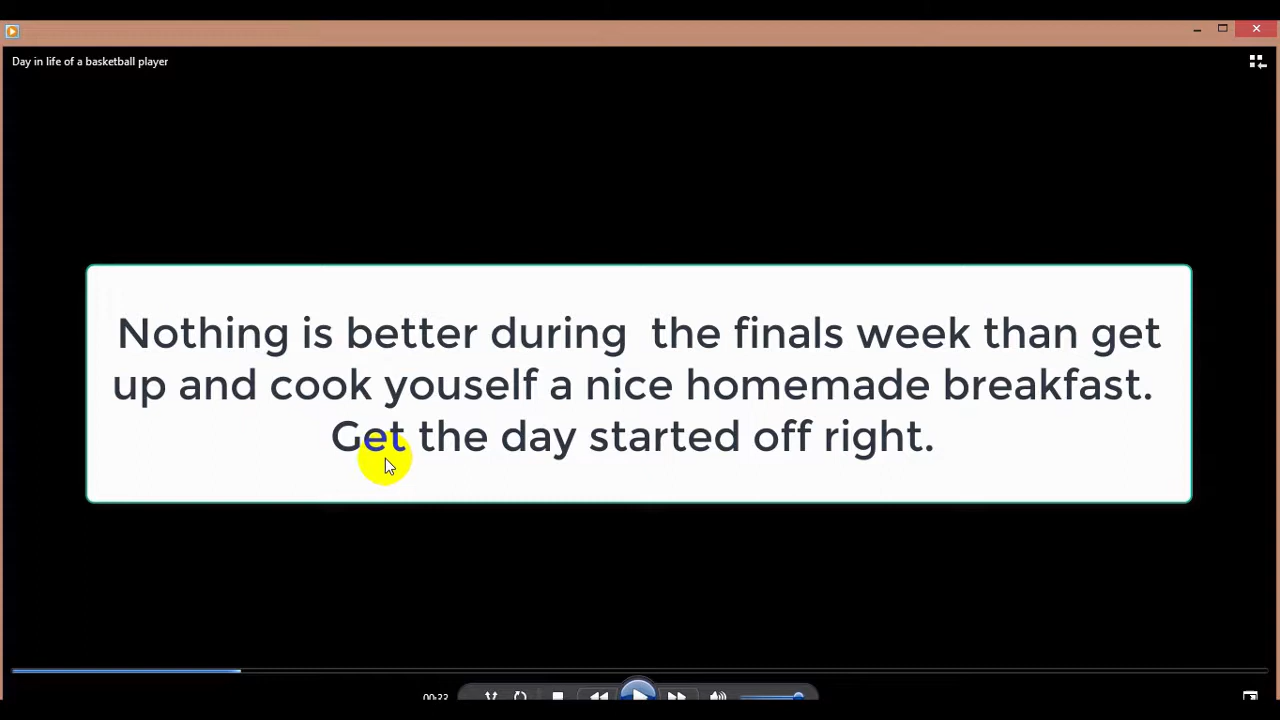 Day in life of a basketball player
Nothing is better during  the finals week than get
up and cook youself a nice homemade breakfast.
Get the day started off right.
00:33